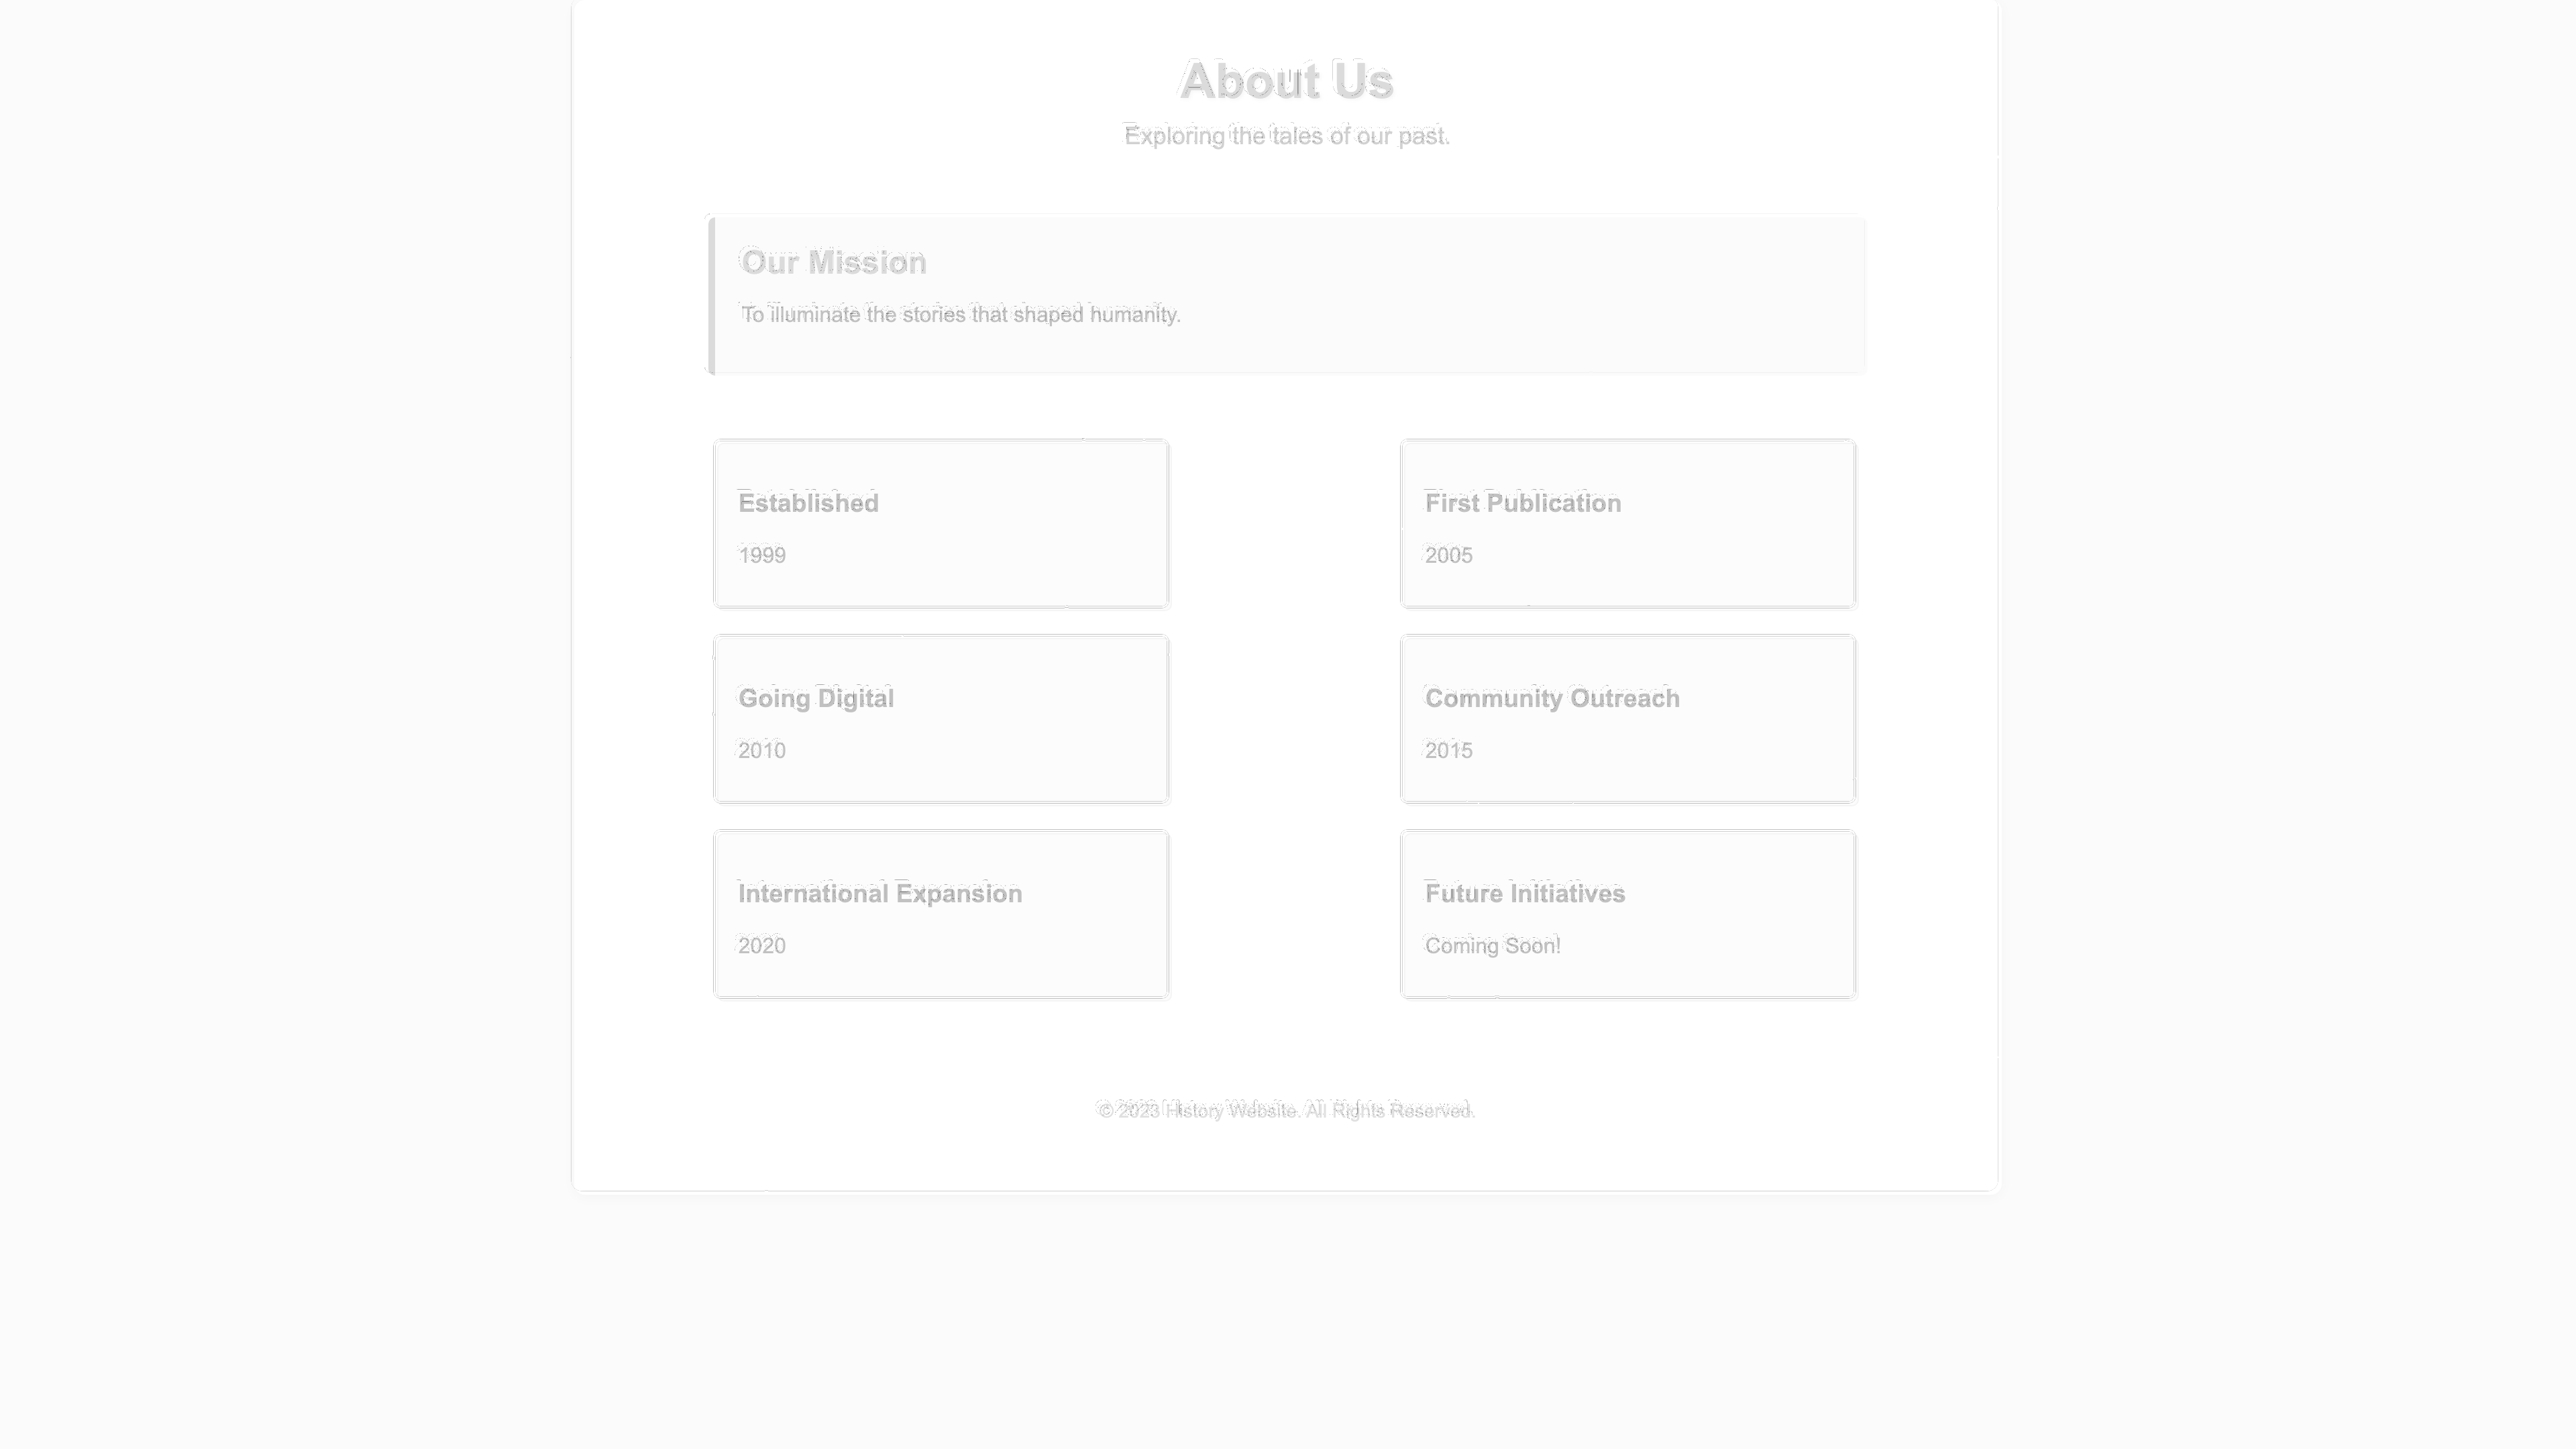 About Us
Exploring the tales of our past.
Our Mission
To illuminate the stories that shaped humanity.
Established
1999
First Publication
2005
Going Digital
2010
Community Outreach
2015
International Expansion
2020
Future Initiatives
Coming Soon!
© 2023 History Website. All Rights Reserved.